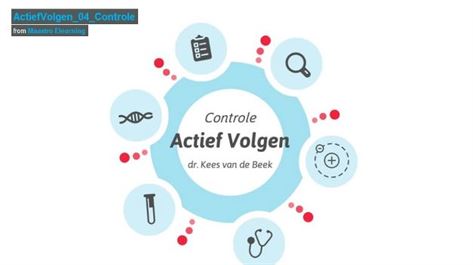 ActiefVolgen_04_Controle
from Maastro Elearning
Controle
Actief Volgen
dr. Kees van de Beek